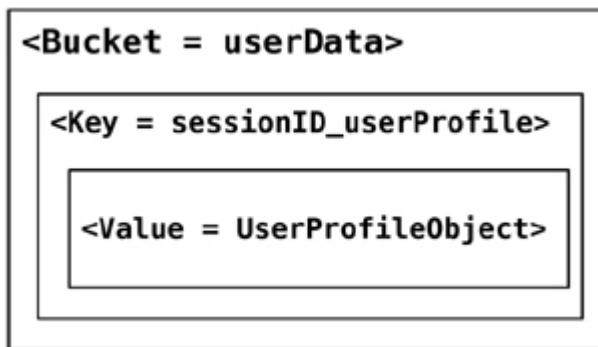 <Bucket = userData>
<Key = sessionID_userProfile>
<Value = UserProfileObject>